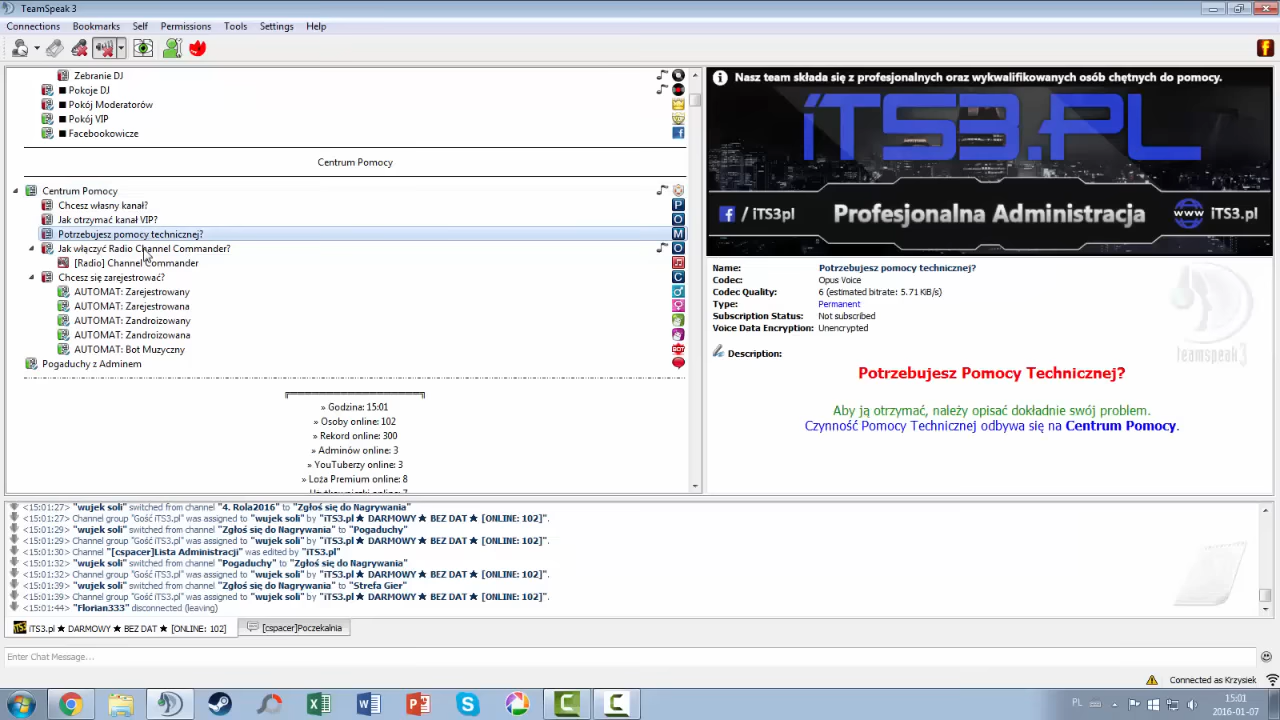 TeamSpeak 3
Connections Bookmarks Self Permissions Tools Settings Help
Zebranie DJ
■ Pokoje DJ
■ Pokój Moderatorów
■ Pokój VIP
■ Facebookowicze
Centrum Pomocy
Centrum Pomocy
Chcesz własny kanał?
Jak otrzymać kanał VIP?
Potrzebujesz pomocy technicznej?
Jak włączyć Radio Channel Commander?
[Radio] Channel Commander
Chcesz się zarejestrować?
AUTOMAT: Zarejestrowany
AUTOMAT: Zarejestrowana
AUTOMAT: Zandroizowany
AUTOMAT: Zandroizowana
AUTOMAT: Bot Muzyczny
Pogaduchy z Adminem
» Godzina: 15:01
» Osoby online: 102
» Rekord online: 300
» Adminów online: 3
» YouTuberzy online: 3
» Loża Premium online: 8
Nasz team składa się z profesjonalnych oraz wykwalifikowanych osób chętnych do pomocy.
iTS3.PL
/ iTS3pl Profesjonalna Administracja www iTS3.pl
Name: Potrzebujesz pomocy technicznej?
Codec: Opus Voice
Codec Quality: 6 (estimated bitrate: 5.71 KiB/s)
Type: Permanent
Subscription Status: Not subscribed
Voice Data Encryption: Unencrypted
Description:
teamspeak 3
Potrzebujesz Pomocy Technicznej?
Aby ją otrzymać, należy opisać dokładnie swój problem.
Czynność Pomocy Technicznej odbywa się na Centrum Pomocy.
<15:01:27> "wujek soli" switched from channel "4. Rola2016" to "Zgłoś się do Nagrywania"
<15:01:27> Channel group "Gość iTS3.pl" was assigned to "wujek soli" by "iTS3.pl ★ DARMOWY ★ BEZ DAT ★ [ONLINE: 102]".
<15:01:29> "wujek soli" switched from channel "Zgłoś się do Nagrywania" to "Pogaduchy"
<15:01:29> Channel group "Gość iTS3.pl" was assigned to "wujek soli" by "iTS3.pl ★ DARMOWY ★ BEZ DAT ★ [ONLINE: 102]".
<15:01:30> Channel "[cspacer]Lista Administracji" was edited by "iTS3.pl"
<15:01:32> "wujek soli" switched from channel "Pogaduchy" to "Zgłoś się do Nagrywania"
<15:01:32> Channel group "Gość iTS3.pl" was assigned to "wujek soli" by "iTS3.pl ★ DARMOWY ★ BEZ DAT ★ [ONLINE: 102]".
<15:01:39> "wujek soli" switched from channel "Zgłoś się do Nagrywania" to "Strefa Gier"
<15:01:39> Channel group "Gość iTS3.pl" was assigned to "wujek soli" by "iTS3.pl ★ DARMOWY ★ BEZ DAT ★ [ONLINE: 102]".
<15:01:44> "Florian333" disconnected (leaving)
iTS3.pl ★ DARMOWY ★ BEZ DAT ★ [ONLINE: 102] [cspacer]Poczekalnia
Enter Chat Message...
Connected as Krzysiek
PL 15:01
2016-01-07